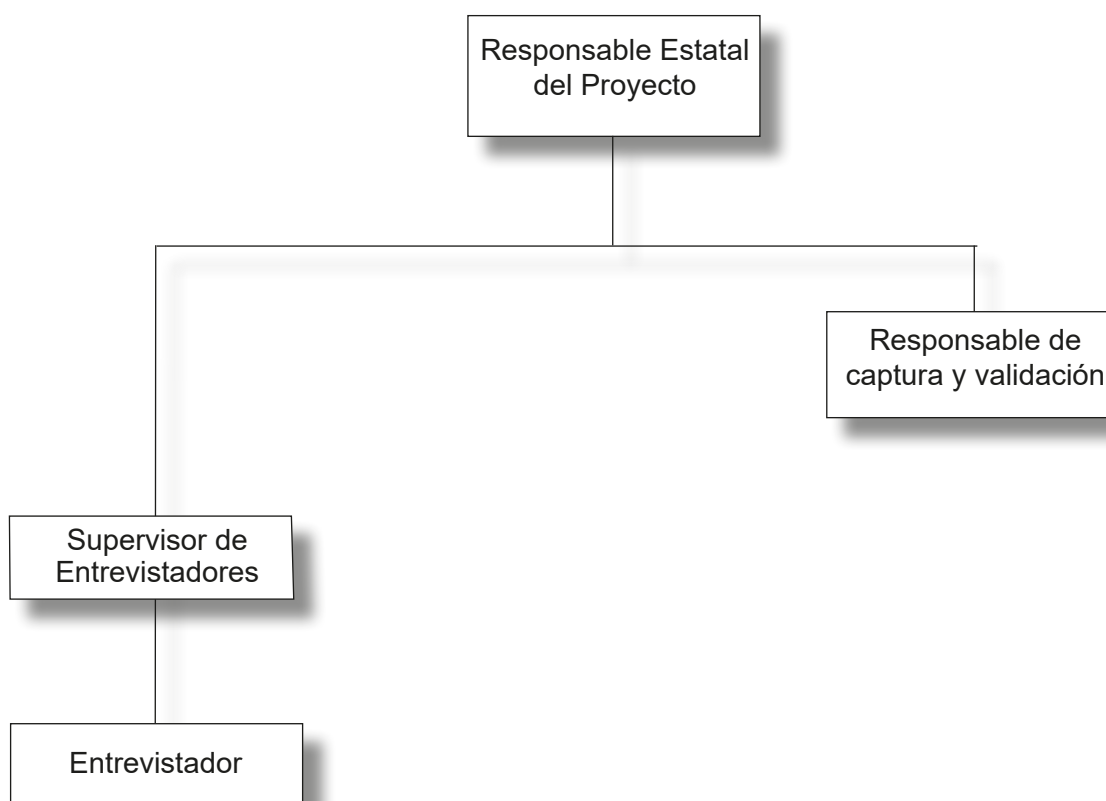 Responsable Estatal
del Proyecto
Responsable de
captura y validación
Supervisor de
Entrevistadores
Entrevistador